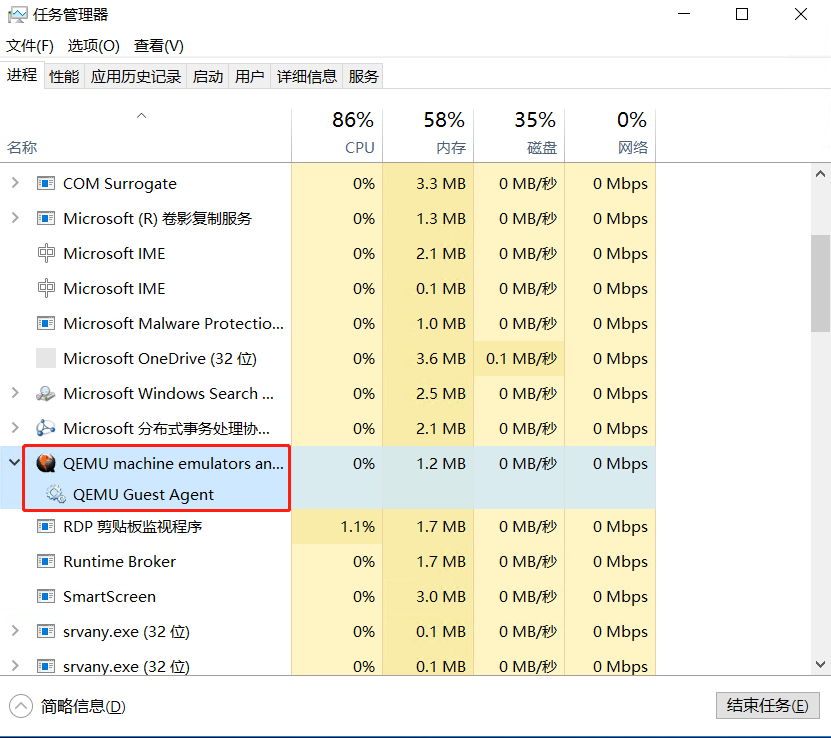 任务管理器
文件(F) 选项(O) 查看(V)
进程 性能 应用历史记录 启动 用户 详细信息 服务
86% 58% 35% 0%
名称 CPU 内存 磁盘 网络
COM Surrogate 0% 3.3 MB 0 MB/秒 0 Mbps
Microsoft (R) 卷影复制服务 0% 1.3 MB 0 MB/秒 0 Mbps
Microsoft IME 0% 2.1 MB 0 MB/秒 0 Mbps
Microsoft IME 0% 0.1 MB 0 MB/秒 0 Mbps
Microsoft Malware Protectio... 0% 1.0 MB 0 MB/秒 0 Mbps
Microsoft OneDrive (32 位) 0% 3.6 MB 0.1 MB/秒 0 Mbps
Microsoft Windows Search ... 0% 2.5 MB 0 MB/秒 0 Mbps
Microsoft 分布式事务处理协... 0% 2.1 MB 0 MB/秒 0 Mbps
QEMU machine emulators an... 0% 1.2 MB 0 MB/秒 0 Mbps
QEMU Guest Agent
RDP 剪贴板监视程序 1.1% 1.7 MB 0 MB/秒 0 Mbps
Runtime Broker 0% 1.7 MB 0 MB/秒 0 Mbps
SmartScreen 0% 3.0 MB 0 MB/秒 0 Mbps
srvany.exe (32 位) 0% 0.1 MB 0 MB/秒 0 Mbps
srvany.exe (32 位) 0% 0.1 MB 0 MB/秒 0 Mbps
简略信息(D) 结束任务(E)